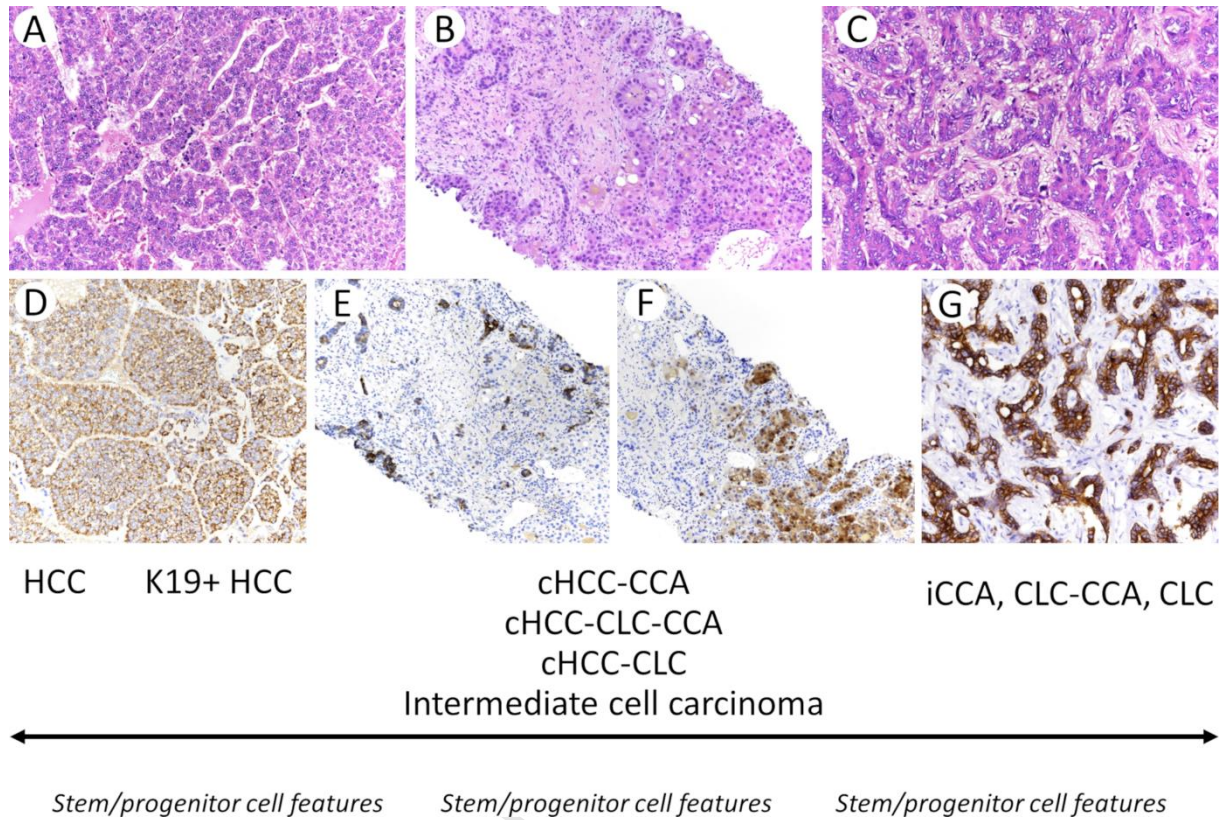 A
B
C
D
E
F
G
HCC
K19+ HCC
cHCC-CCA
cHCC-CLC-CCA
cHCC-CLC
Intermediate cell carcinoma
iCCA, CLC-CCA, CLC
Stem/progenitor cell features
Stem/progenitor cell features
Stem/progenitor cell features